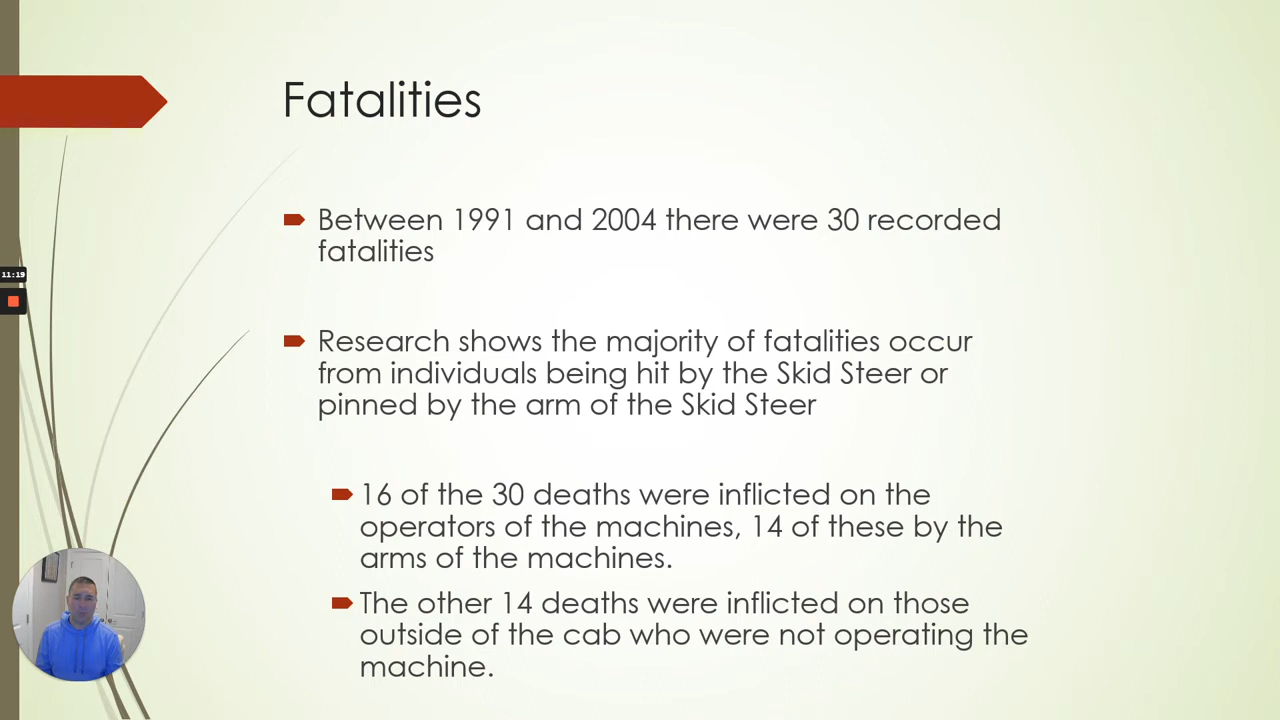 Fatalities
Between 1991 and 2004 there were 30 recorded
fatalities
11:19
Research shows the majority of fatalities occur
from individuals being hit by the Skid Steer or
pinned by the arm of the Skid Steer
16 of the 30 deaths were inflicted on the
operators of the machines, 14 of these by the
arms of the machines.
The other 14 deaths were inflicted on those
outside of the cab who were not operating the
machine.